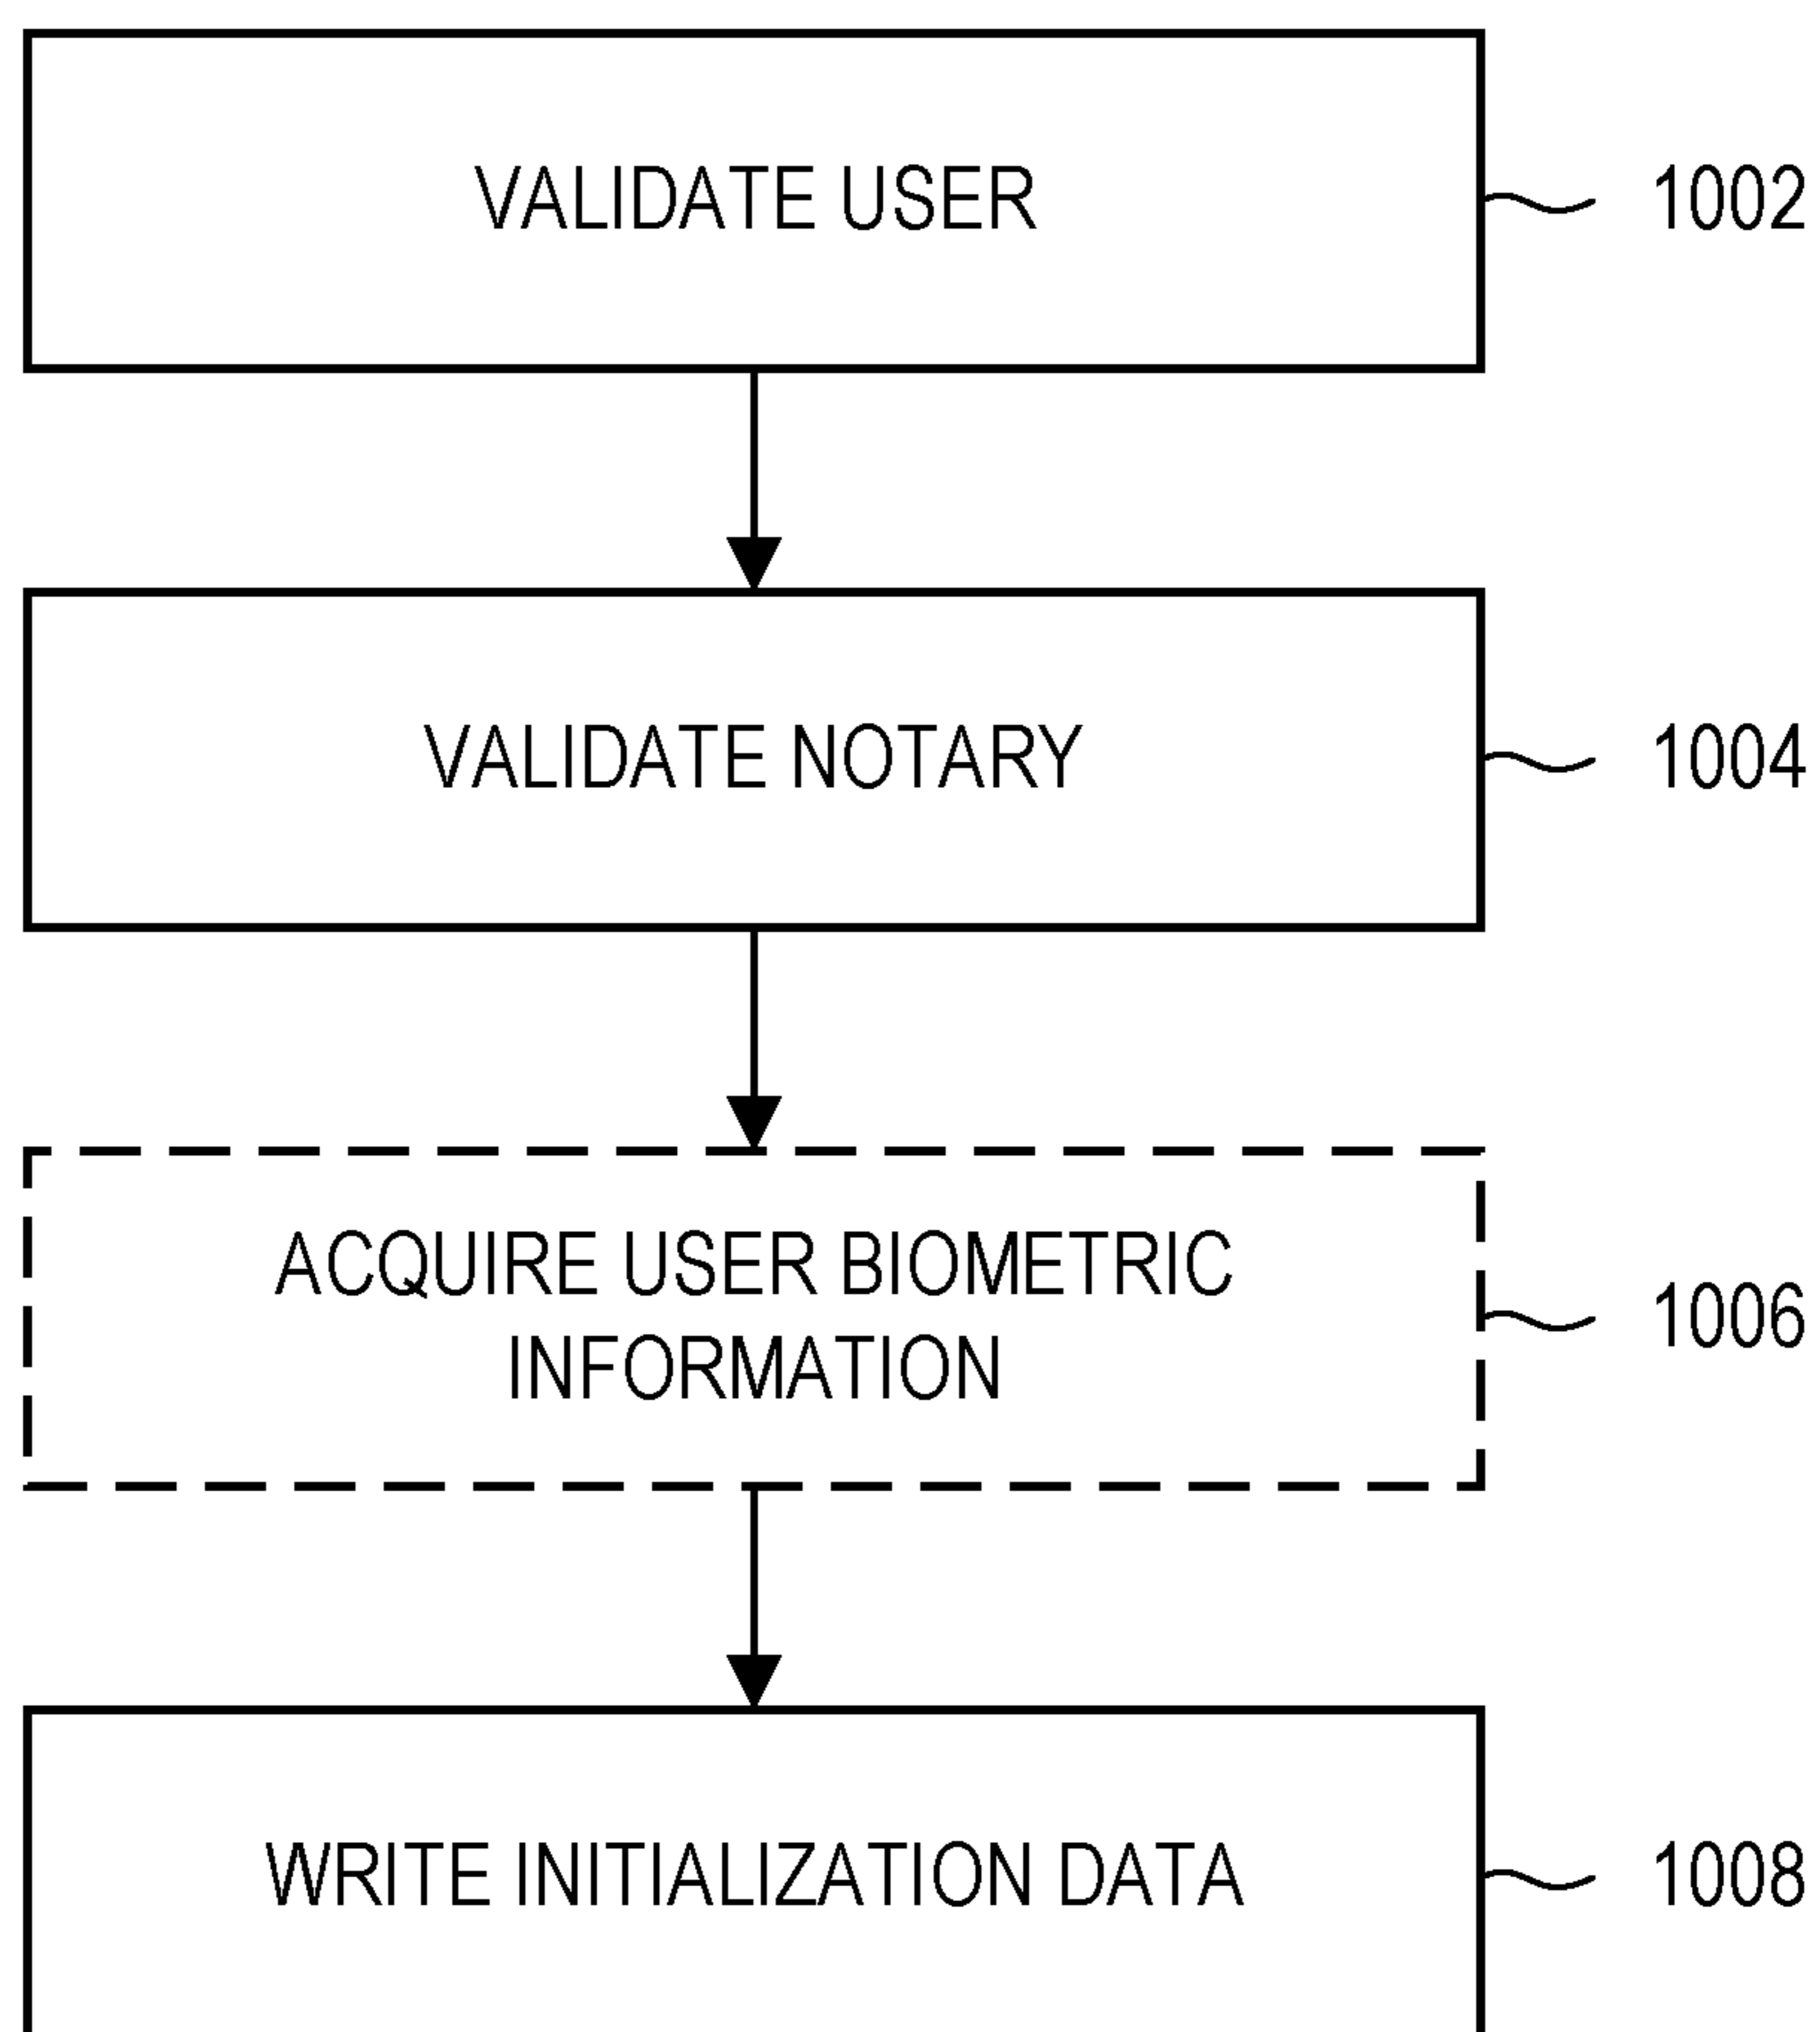 VALIDATE USER
1002
VALIDATE NOTARY
1004
ACQUIRE USER BIOMETRIC
INFORMATION
1006
WRITE INITIALIZATION DATA
1008